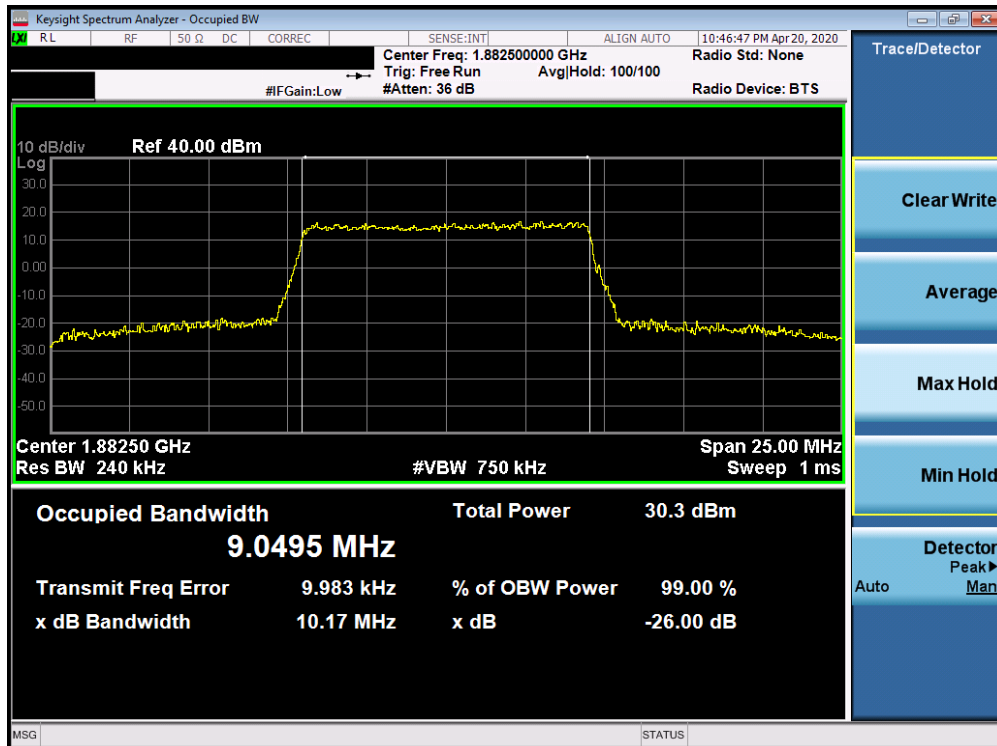 Keysight Spectrum Analyzer - Occupied BW
LXI RL RF 50 Ω DC CORREC SENSE:INT ALIGN AUTO 10:46:47 PM Apr 20, 2020
Center Freq: 1.882500000 GHz Radio Std: None
Trig: Free Run Avg|Hold: 100/100
#IFGain:Low #Atten: 36 dB Radio Device: BTS
10 dB/div Ref 40.00 dBm
Log
30.0
20.0
10.0
0.00
-10.0
-20.0
-30.0
-40.0
-50.0
Center 1.88250 GHz Span 25.00 MHz
Res BW 240 kHz #VBW 750 kHz Sweep 1 ms
Occupied Bandwidth Total Power 30.3 dBm
9.0495 MHz
Transmit Freq Error 9.983 kHz % of OBW Power 99.00 %
x dB Bandwidth 10.17 MHz x dB -26.00 dB
MSG STATUS
Trace/Detector
Clear Write
Average
Max Hold
Min Hold
Detector
Peak▶
Auto Man